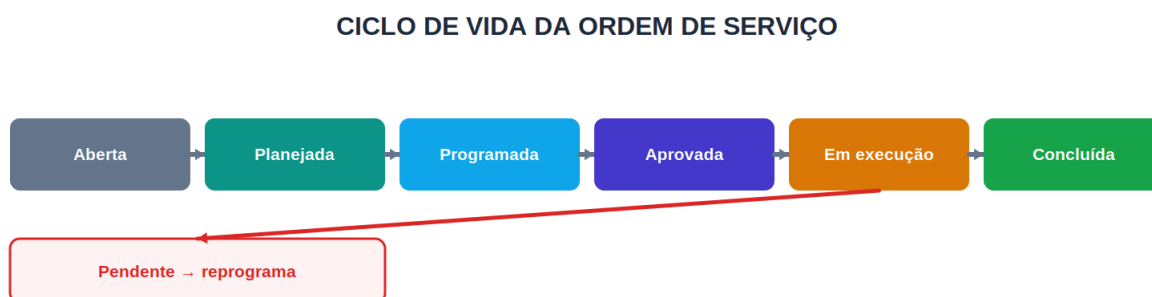 CICLO DE VIDA DA ORDEM DE SERVIÇO
Aberta
Planejada
Programada
Aprovada
Em execução
Concluída
Pendente → reprograma